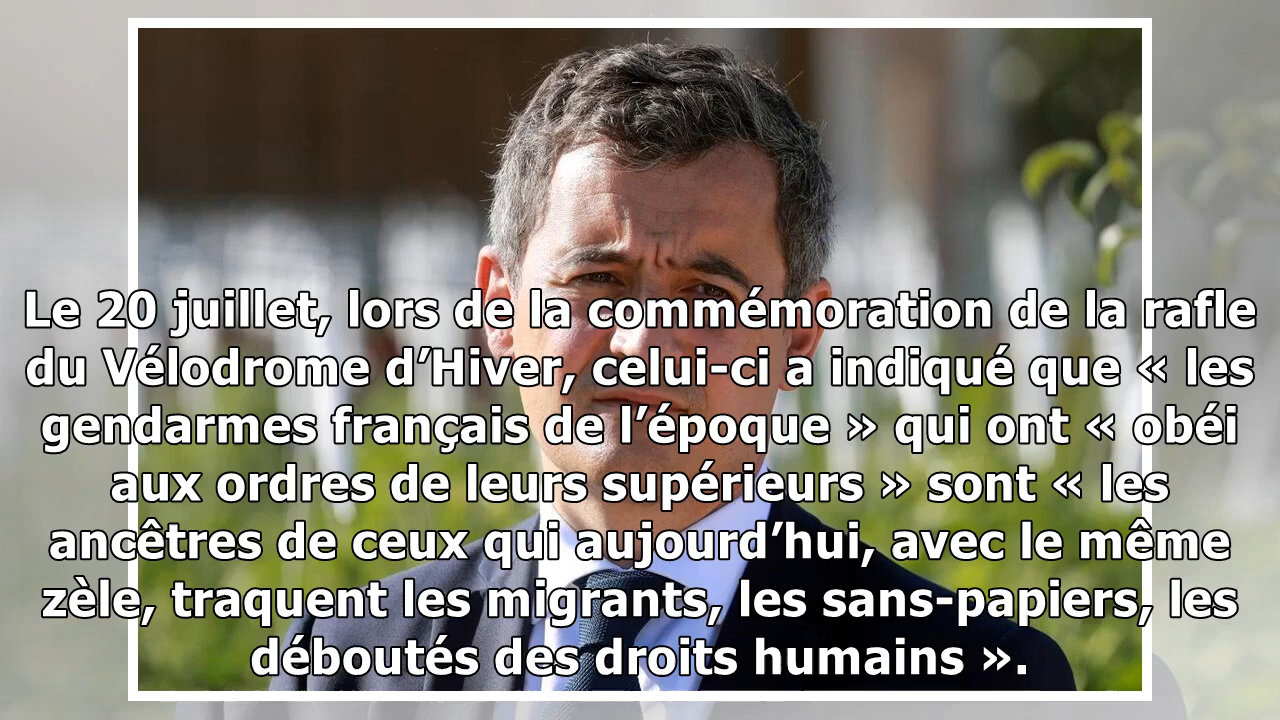 Le 20 juillet, lors de la commémoration de la rafle
du Vélodrome d’Hiver, celui-ci a indiqué que « les
gendarmes français de l’époque » qui ont « obéi
aux ordres de leurs supérieurs » sont « les
ancêtres de ceux qui aujourd’hui, avec le même
zèle, traquent les migrants, les sans-papiers, les
déboutés des droits humains ».